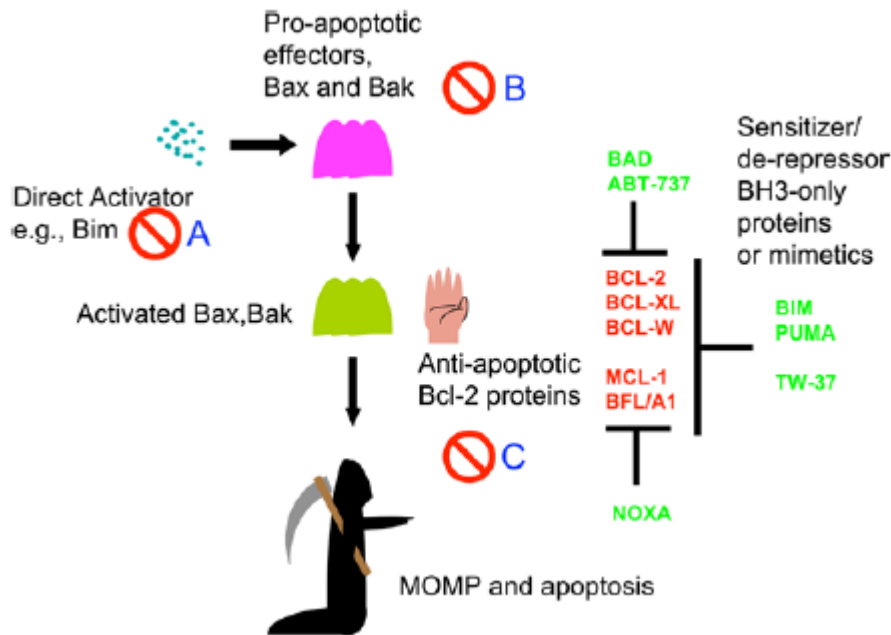 Pro-apoptotic
effectors,
Bax and Bak
B
Direct Activator
e.g., Bim
A
Activated Bax,Bak
Anti-apoptotic
Bcl-2 proteins
C
MOMP and apoptosis
BAD
ABT-737
BCL-2
BCL-XL
BCL-W
MCL-1
BFL/A1
NOXA
Sensitizer/
de-repressor
BH3-only
proteins
or mimetics
BIM
PUMA
TW-37